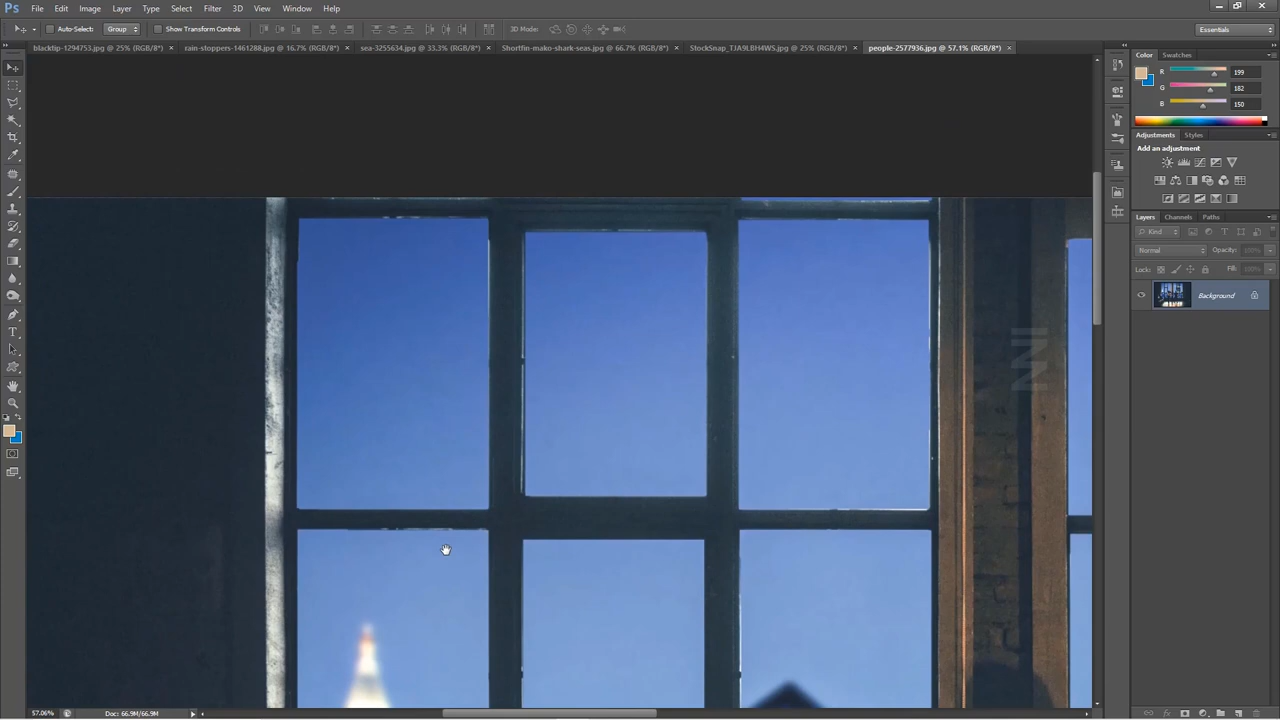 Ps File Edit Image Layer Type Select Filter 3D View Window Help
Auto-Select: Group Show Transform Controls 3D Mode: Essentials
blacktip-1294753.jpg @ 25% (RGB/8*) × rain-stoppers-1461288.jpg @ 16.7% (RGB/8*) × sea-3255634.jpg @ 33.3% (RGB/8*) × Shortfin-mako-shark-seas.jpg @ 66.7% (RGB/8*) × StockSnap_TJA9LBH4WS.jpg @ 25% (RGB/8*) × people-2577936.jpg @ 57.1% (RGB/8*) ×
Color Swatches
R 199
G 182
B 150
Adjustments Styles
Add an adjustment
Layers Channels Paths
Kind
Normal Opacity: 100%
Lock: Fill: 100%
Background
57.06% Doc: 66.9M/66.9M